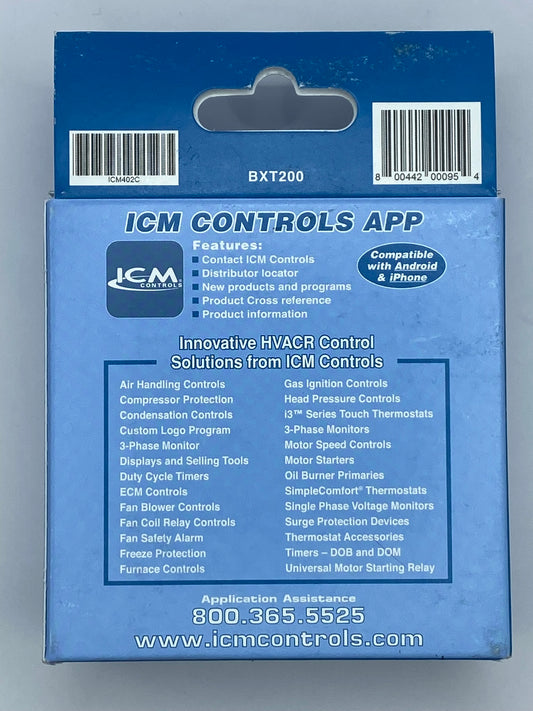 ICM402C
BXT200
8 00442 00095 4
ICM CONTROLS APP
ICM
CONTROLS
Features:
Contact ICM Controls
Distributor locator
New products and programs
Product Cross reference
Product information
Compatible
with Android
& iPhone
Innovative HVACR Control
Solutions from ICM Controls
Air Handling Controls
Compressor Protection
Condensation Controls
Custom Logo Program
3-Phase Monitor
Displays and Selling Tools
Duty Cycle Timers
ECM Controls
Fan Blower Controls
Fan Coil Relay Controls
Fan Safety Alarm
Freeze Protection
Furnace Controls
Gas Ignition Controls
Head Pressure Controls
i3™ Series Touch Thermostats
3-Phase Monitors
Motor Speed Controls
Motor Starters
Oil Burner Primaries
SimpleComfort® Thermostats
Single Phase Voltage Monitors
Surge Protection Devices
Thermostat Accessories
Timers – DOB and DOM
Universal Motor Starting Relay
Application Assistance
800.365.5525
www.icmcontrols.com